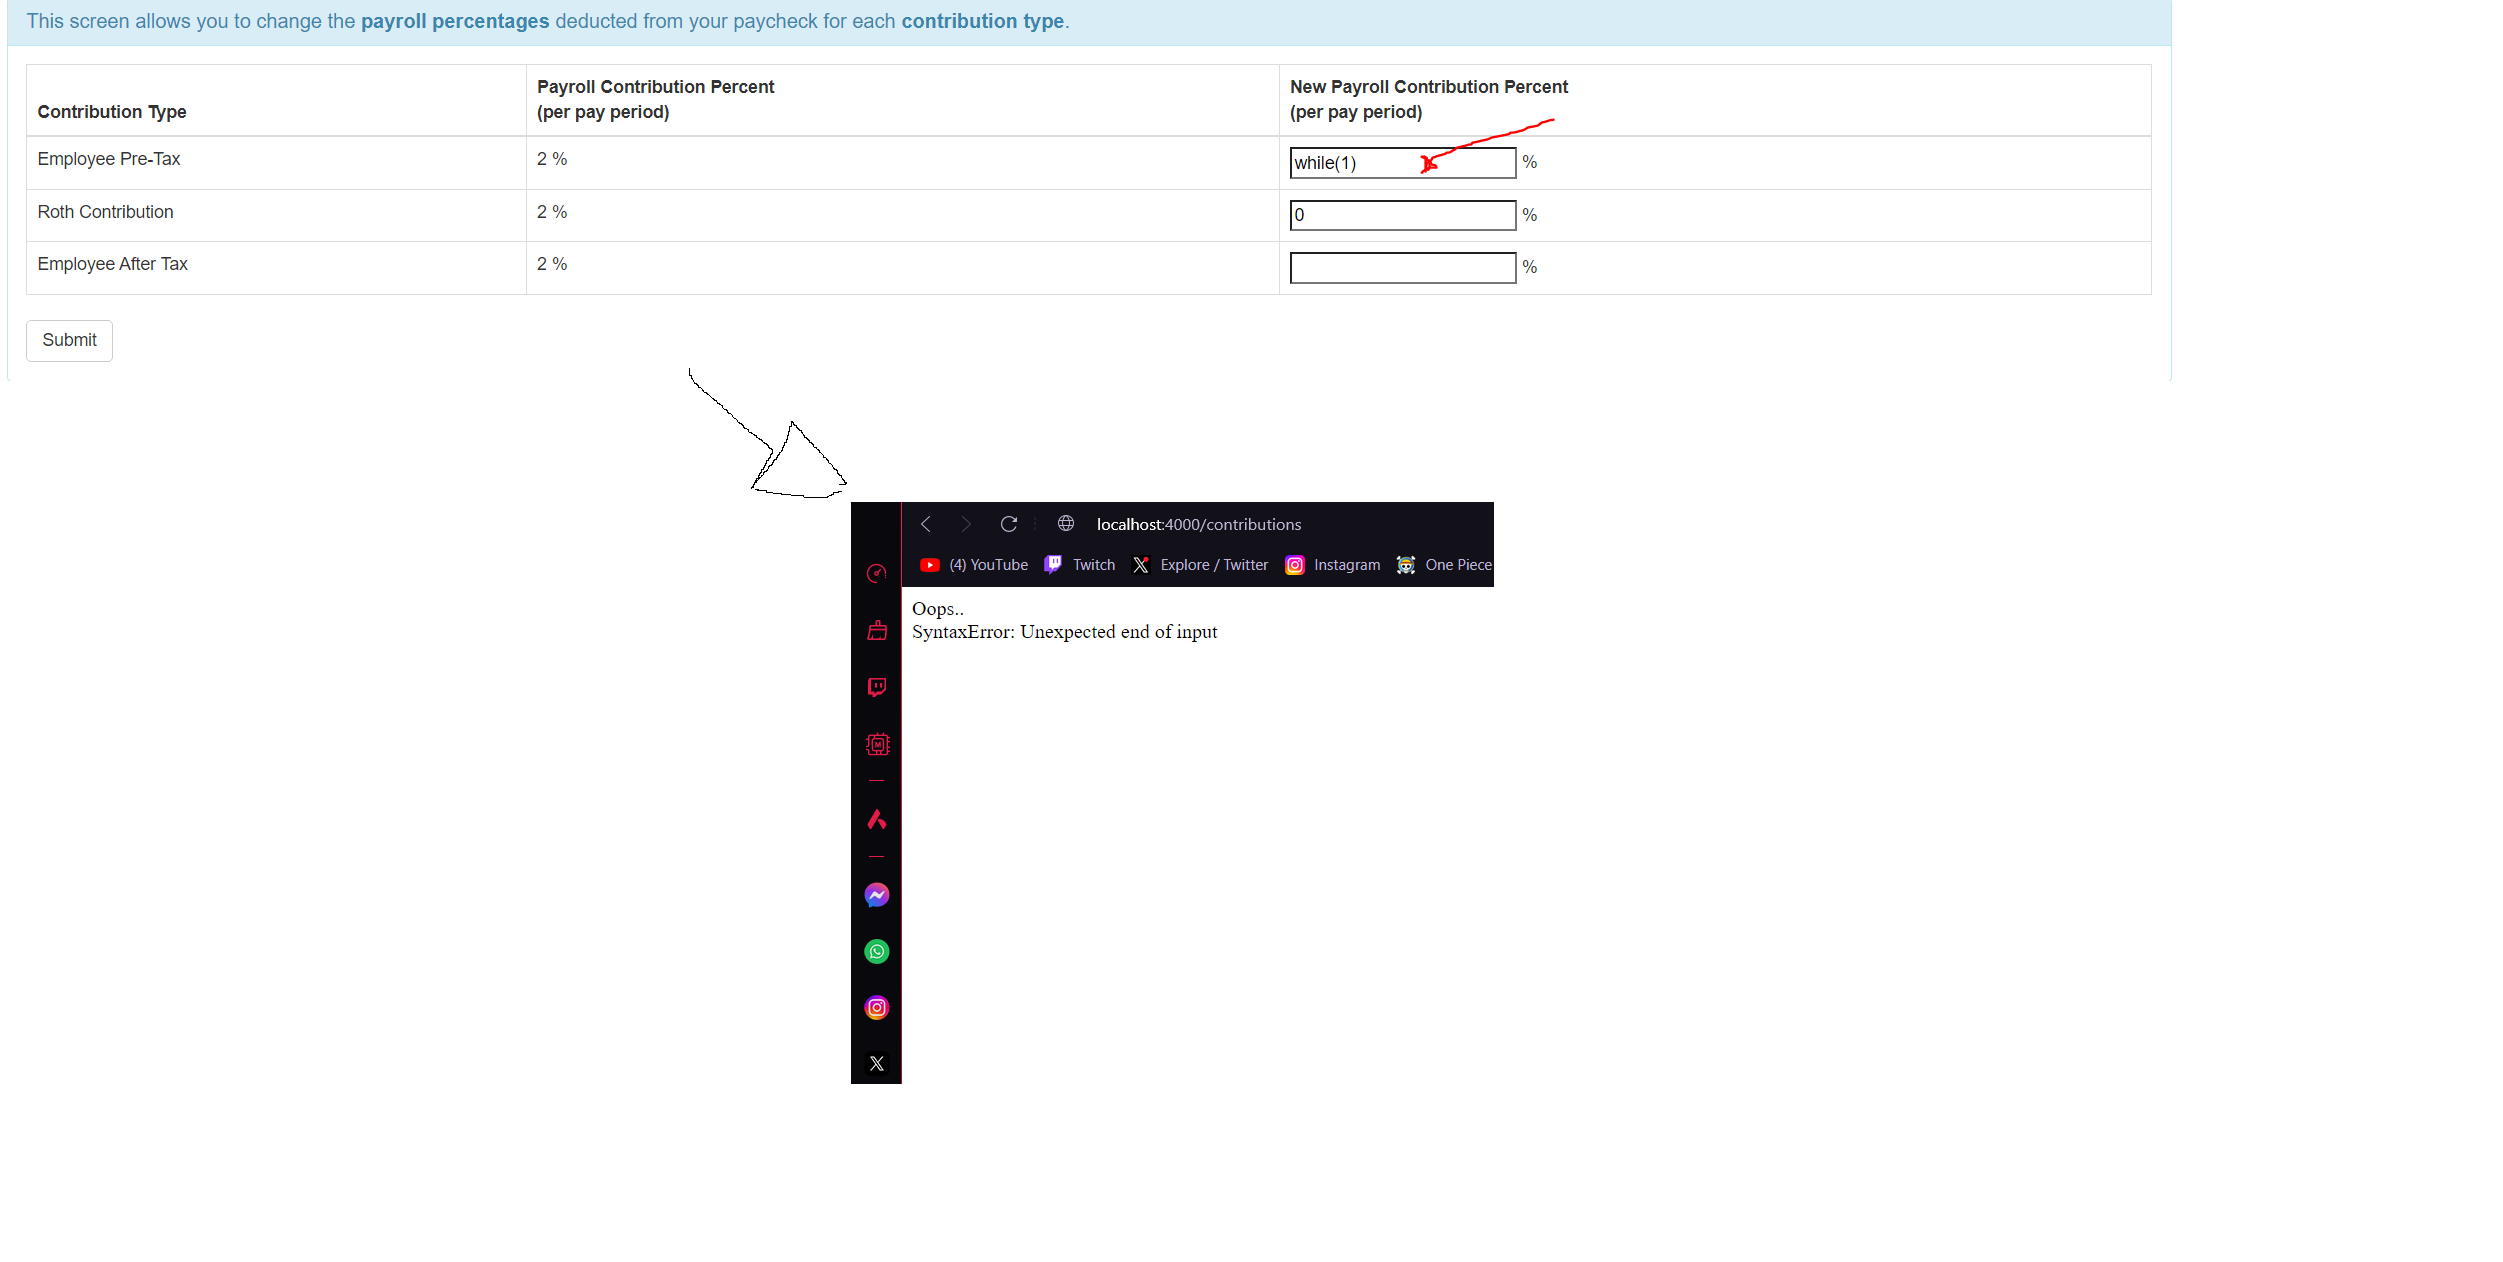 This screen allows you to change the payroll percentages deducted from your paycheck for each contribution type.
Contribution Type
Payroll Contribution Percent
(per pay period)
New Payroll Contribution Percent
(per pay period)
Employee Pre-Tax
2 %
while(1)
%
Roth Contribution
2 %
0
%
Employee After Tax
2 %
%
Submit
localhost:4000/contributions
(4) YouTube Twitch Explore / Twitter Instagram One Piece
Oops..
SyntaxError: Unexpected end of input